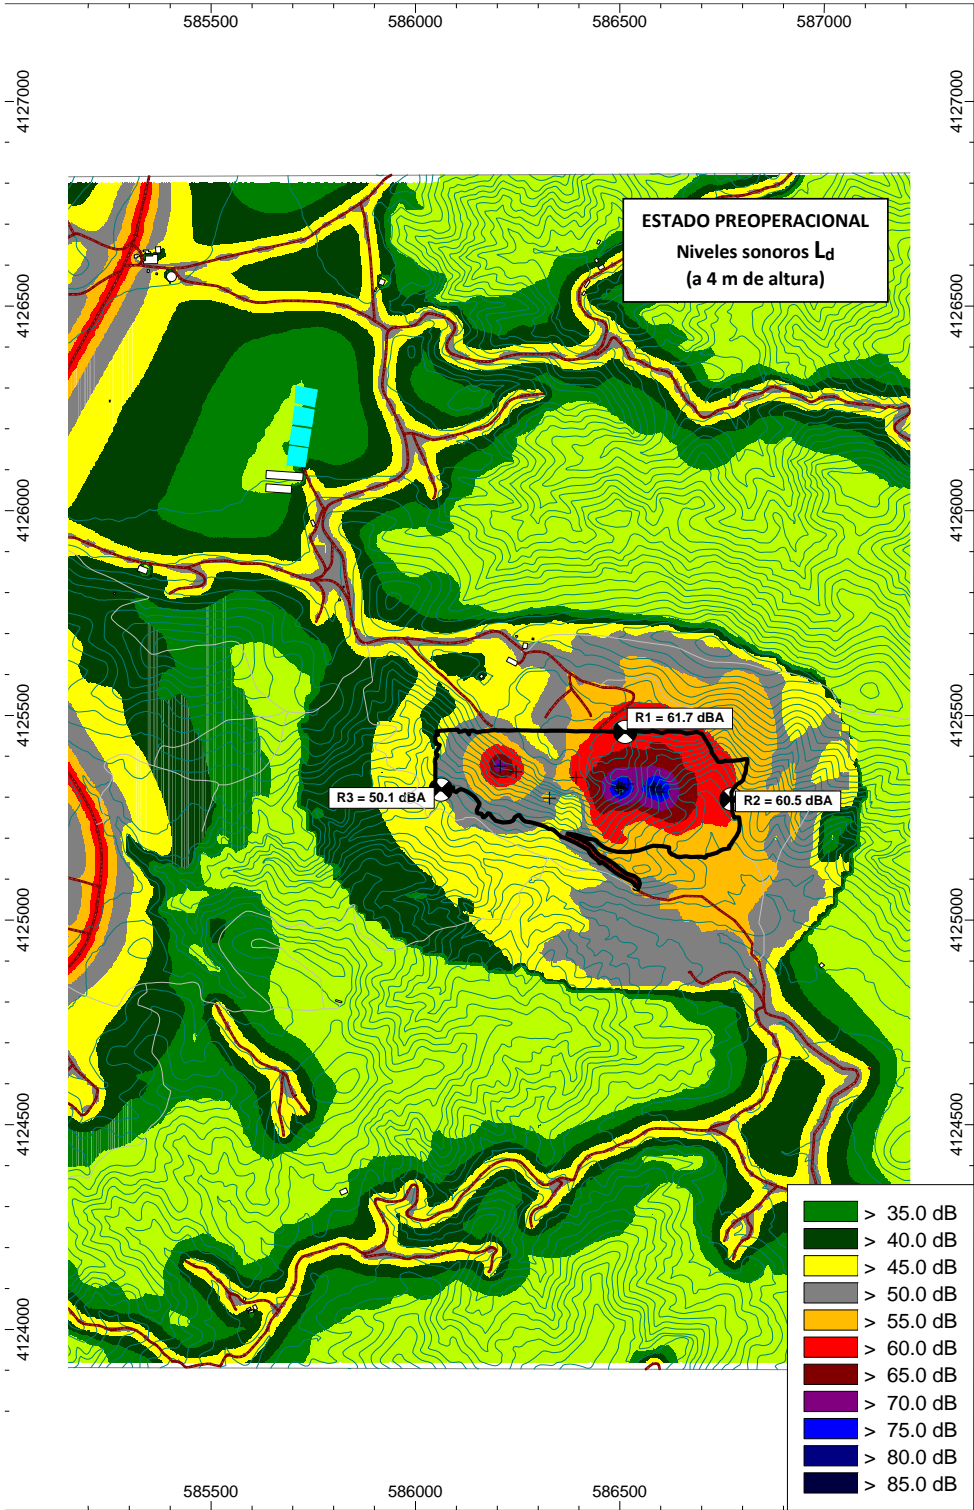 585500
586000
586500
587000
4127000
4127000
ESTADO PREOPERACIONAL
Niveles sonoros Ld
(a 4 m de altura)
4126500
4126500
4126000
4126000
4125500
4125500
R1 = 61.7 dBA
R3 = 50.1 dBA
R2 = 60.5 dBA
4125000
4125000
4124500
4124500
4124000
> 35.0 dB
> 40.0 dB
> 45.0 dB
> 50.0 dB
> 55.0 dB
> 60.0 dB
> 65.0 dB
> 70.0 dB
> 75.0 dB
> 80.0 dB
> 85.0 dB
585500
586000
586500